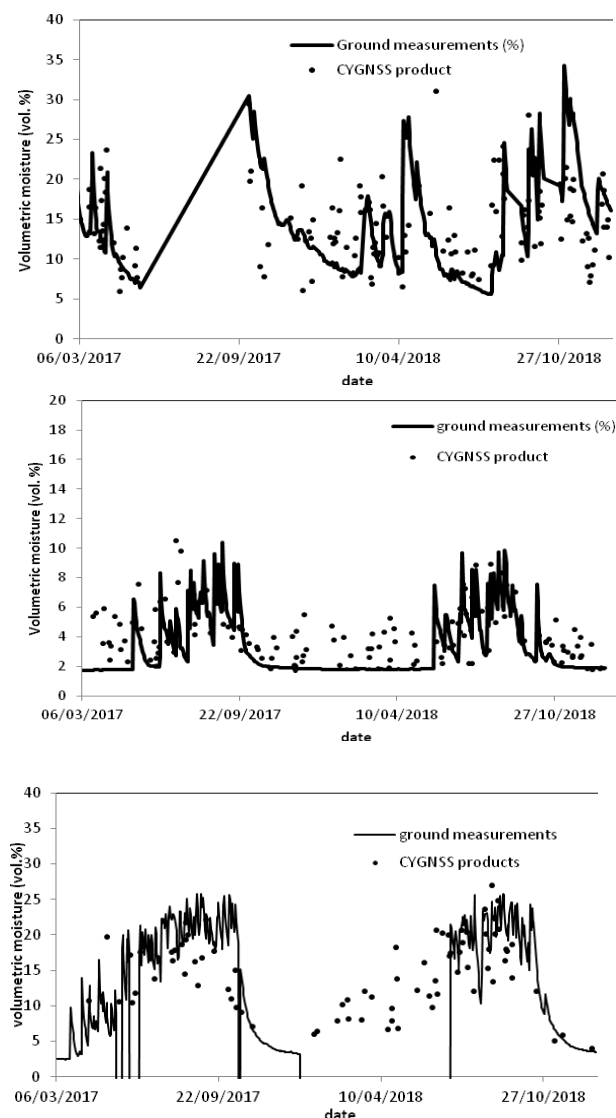 40
35
30
25
20
15
10
5
0
Volumetric moisture (vol. %)
Ground measurements (%)
CYGNSS product
06/03/2017 22/09/2017 10/04/2018 27/10/2018
date
20
18
16
14
12
10
8
6
4
2
0
Volumetric moisture (vol. %)
ground measurements (%)
CYGNSS product
06/03/2017 22/09/2017 10/04/2018 27/10/2018
date
40
35
30
25
20
15
10
5
0
volumetric moisture (vol.%)
ground measurements
CYGNSS products
06/03/2017 22/09/2017 10/04/2018 27/10/2018
date